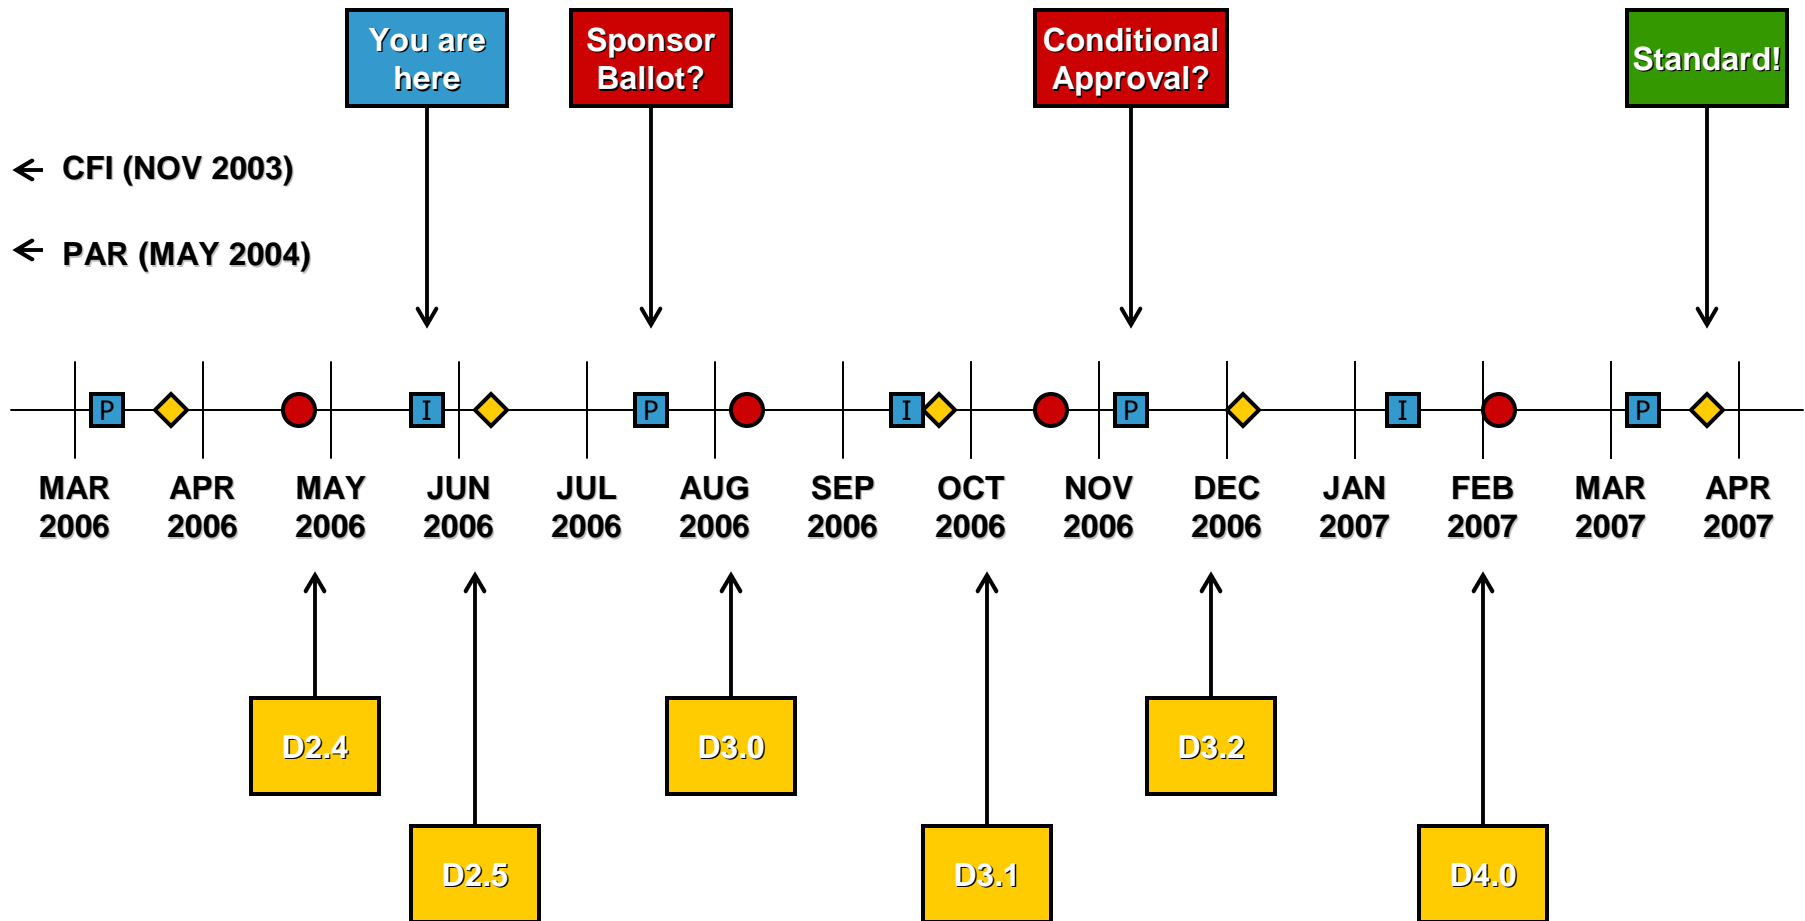 You are
here
Sponsor
Ballot?
Conditional
Approval?
Standard!
CFI (NOV 2003)
PAR (MAY 2004)
P
I
P
I
P
I
P
MAR
2006
APR
2006
MAY
2006
JUN
2006
JUL
2006
AUG
2006
SEP
2006
OCT
2006
NOV
2006
DEC
2006
JAN
2007
FEB
2007
MAR
2007
APR
2007
D2.4
D3.0
D3.2
D2.5
D3.1
D4.0